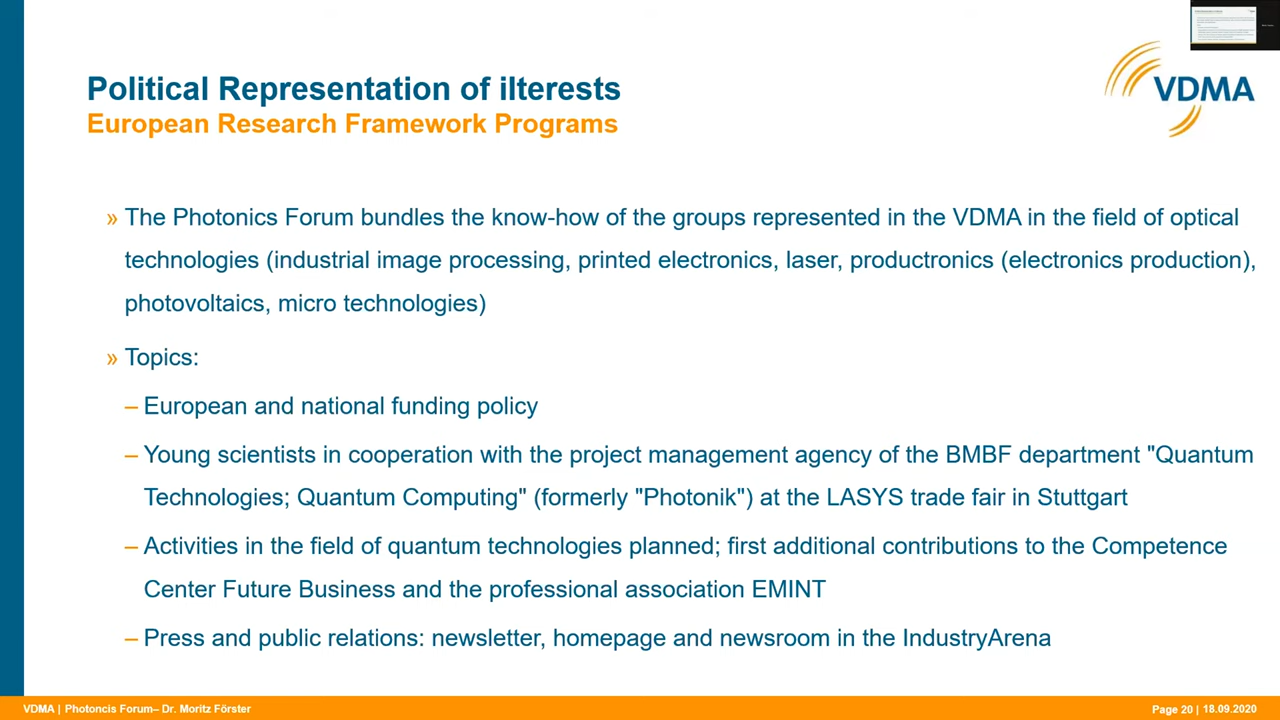 Political Representation of ilterests
European Research Framework Programs
VDMA
» The Photonics Forum bundles the know-how of the groups represented in the VDMA in the field of optical
technologies (industrial image processing, printed electronics, laser, productronics (electronics production),
photovoltaics, micro technologies)
» Topics:
– European and national funding policy
– Young scientists in cooperation with the project management agency of the BMBF department "Quantum
Technologies; Quantum Computing" (formerly "Photonik") at the LASYS trade fair in Stuttgart
– Activities in the field of quantum technologies planned; first additional contributions to the Competence
Center Future Business and the professional association EMINT
– Press and public relations: newsletter, homepage and newsroom in the IndustryArena
VDMA | Photoncis Forum– Dr. Moritz Förster
Page 20 | 18.09.2020